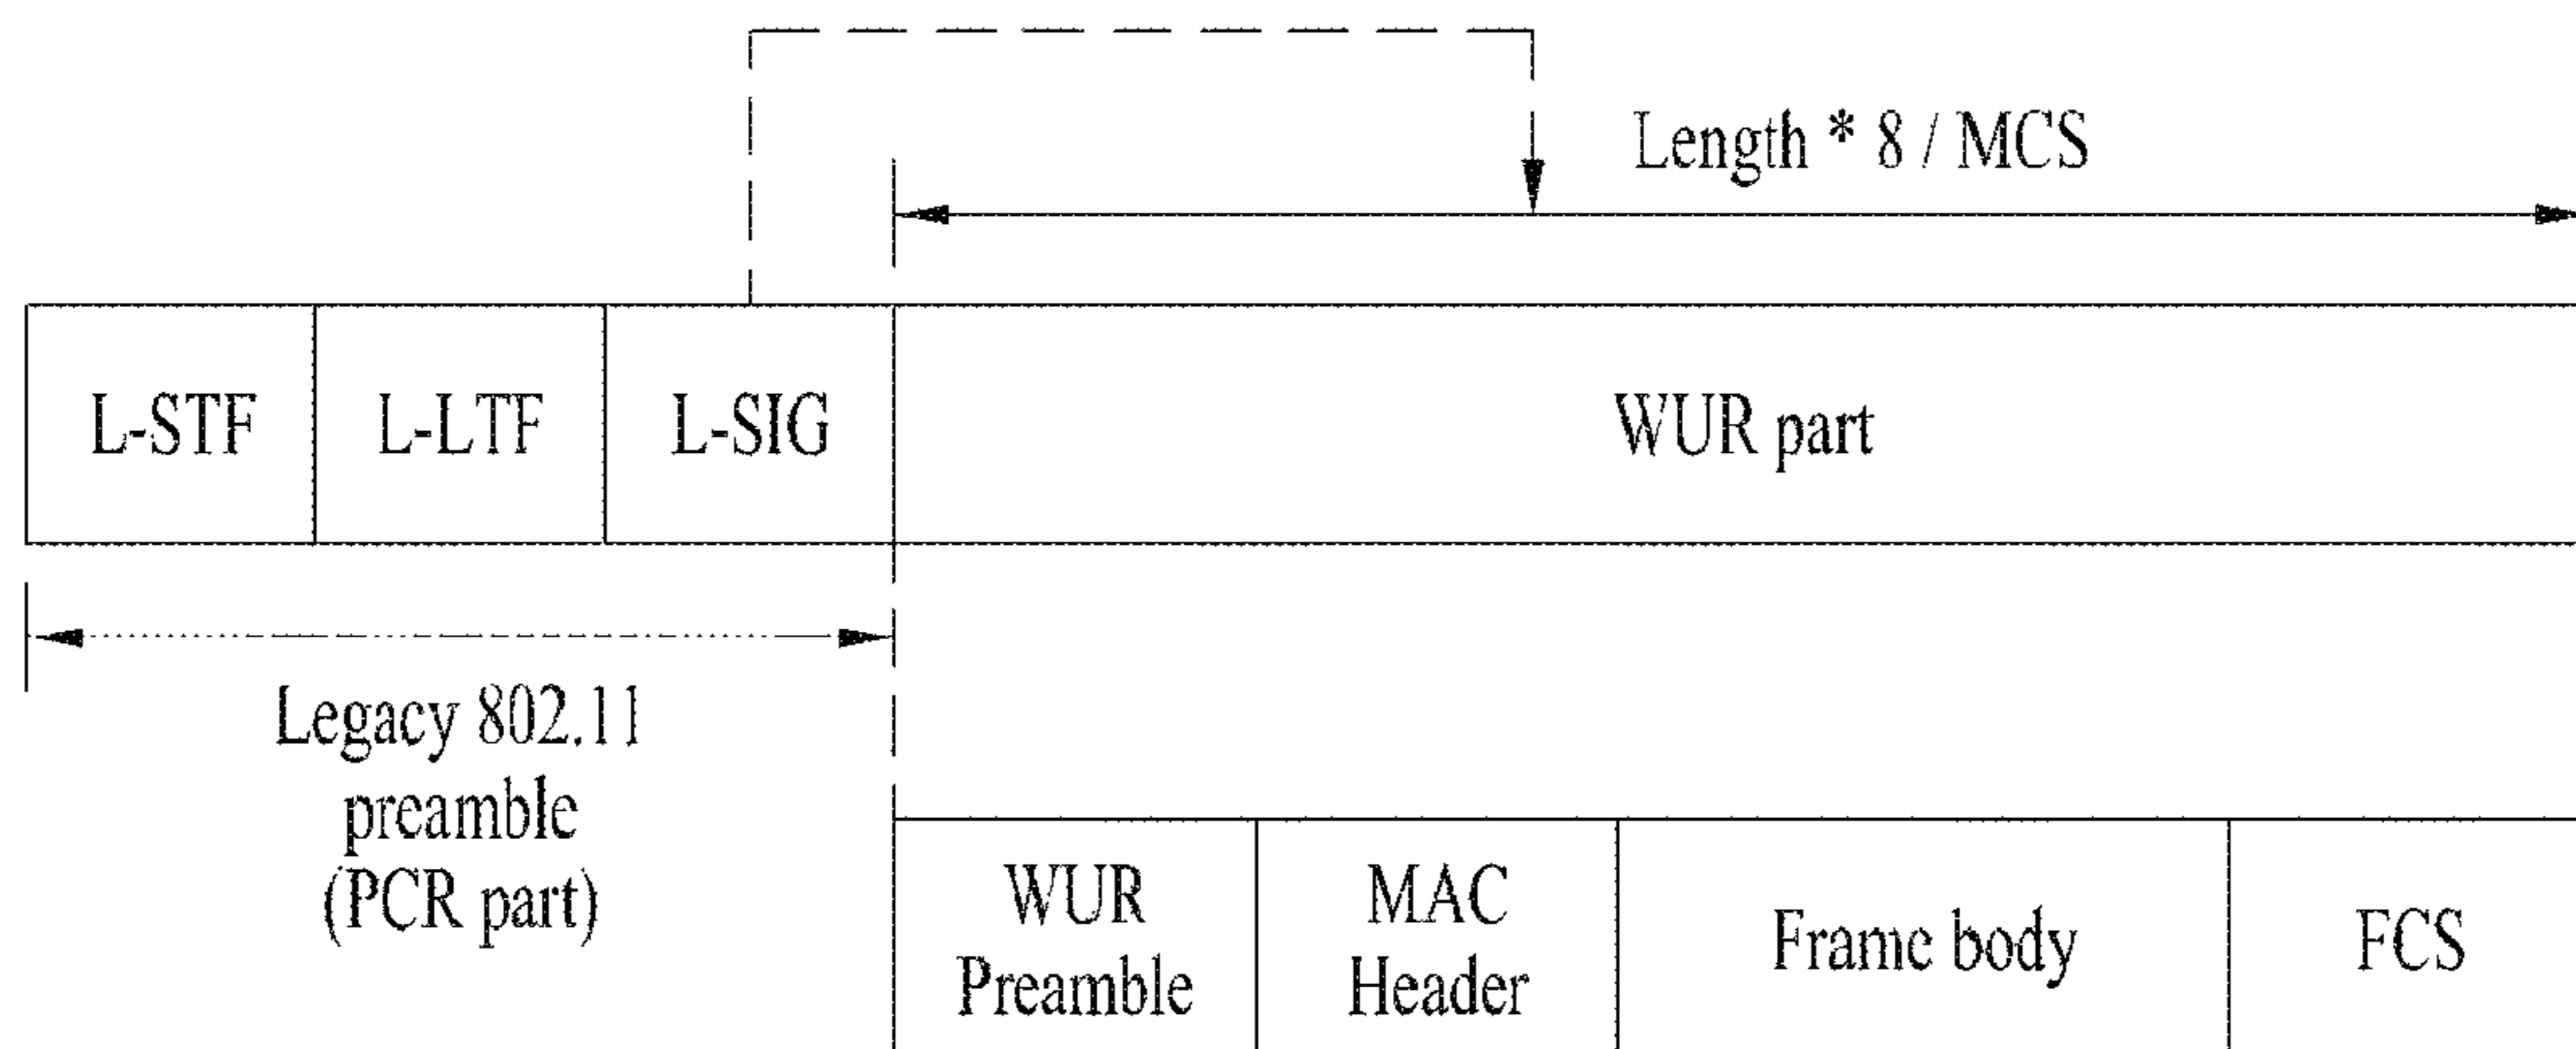 Length * 8 / MCS
L-STF
L-LTF
L-SIG
WUR part
Legacy 802.11
preamble
(PCR part)
WUR
Preamble
MAC
Header
Frame body
FCS